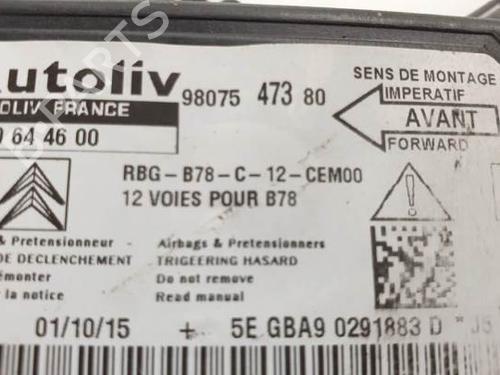 utoliv
OLIV FRANCE
64 46 00
98075 473 80
SENS DE MONTAGE
IMPERATIF
AVANT
FORWARD
RBG-B78-C-12-CEM00
12 VOIES POUR B78
& Pretensionneur -
DE DECLENCHEMENT
émonter
la notice
Airbags & Pretensionners
TRIGEERING HASARD
Do not remove
Read manual
01/10/15 + 5E GBA9 0291883 D